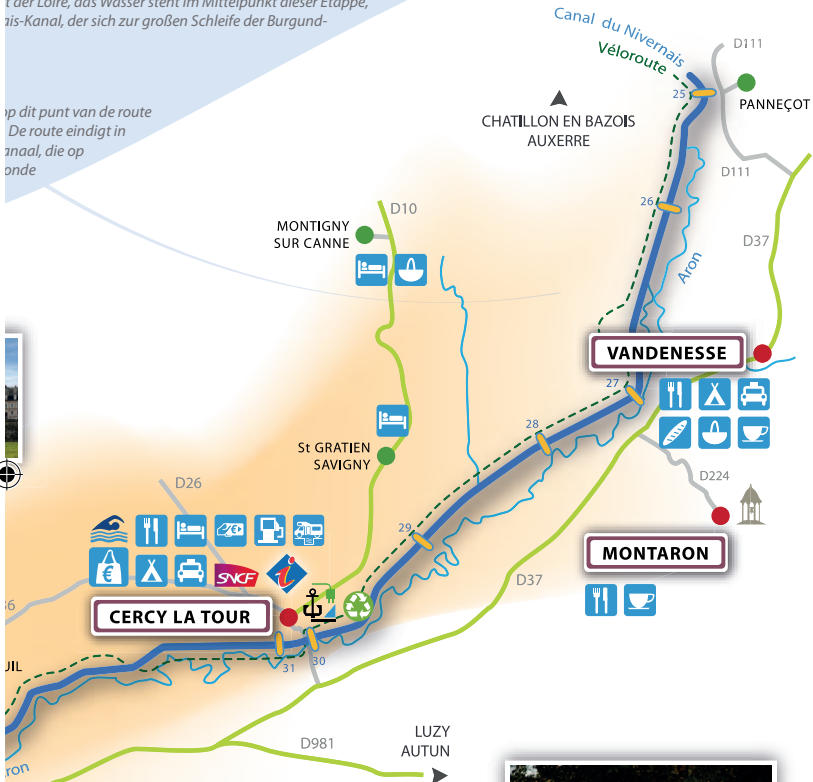 t der Loire, das Wasser steht im Mittelpunkt dieser Etappe,
ais-Kanal, der sich zur großen Schleife der Burgund-
op dit punt van de route
De route eindigt in
anaal, die op
onde
Canal du Nivernais
Véloroute
D111
25
PANNEÇOT
CHATILLON EN BAZOIS
AUXERRE
D111
D10
26
MONTIGNY
SUR CANNE
D37
Aron
VANDENESSE
27
28
St GRATIEN
SAVIGNY
D224
D26
29
SNCF
i
€
€
MONTARON
D37
CERCY LA TOUR
31
30
UIL
LUZY
AUTUN
D981
ron